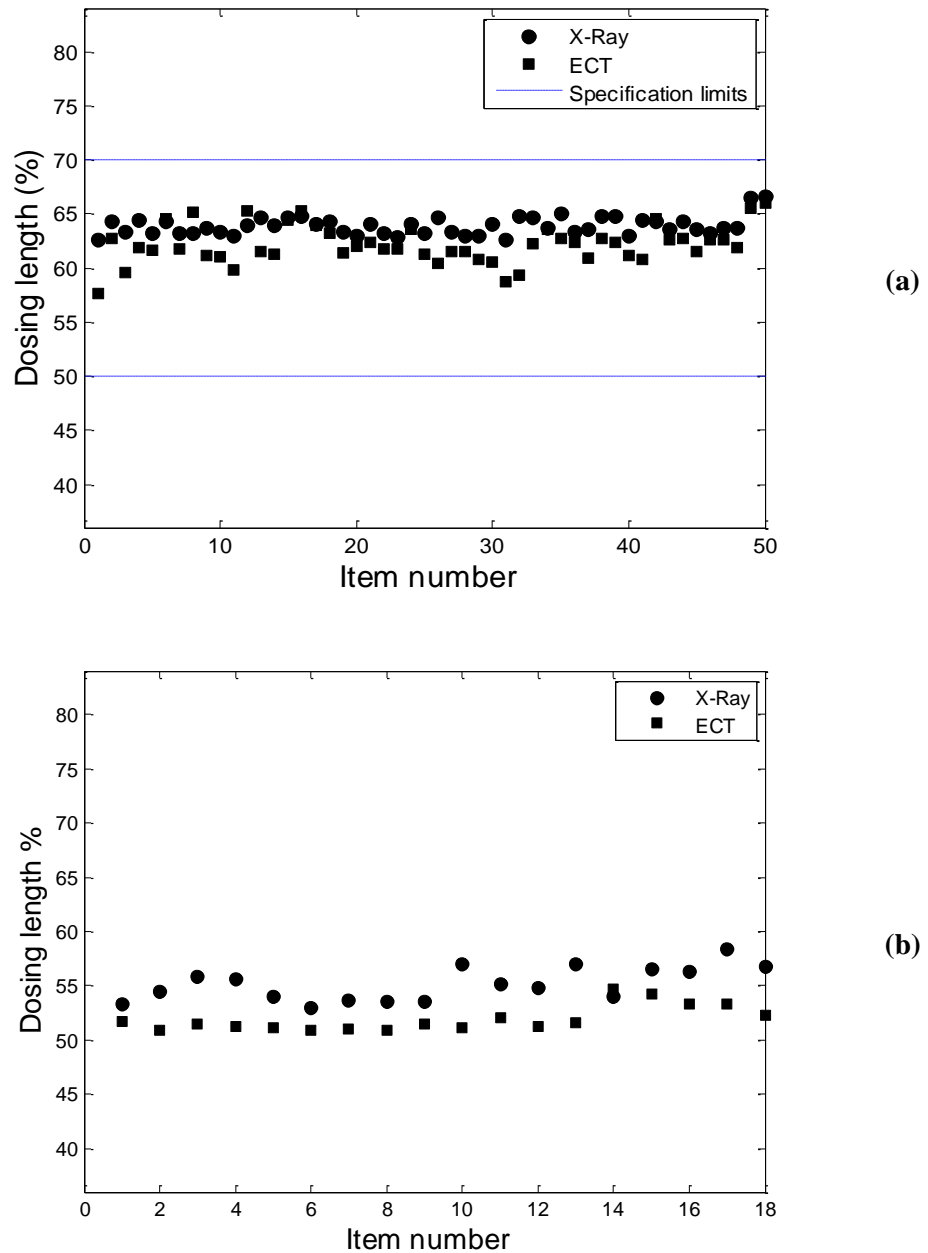 80
75
70
65
60
55
50
45
40
Dosing length (%)
X-Ray
ECT
Specification limits
0 10 20 30 40 50
Item number
(a)
80
75
70
65
60
55
50
45
40
Dosing length %
X-Ray
ECT
0 2 4 6 8 10 12 14 16 18
Item number
(b)